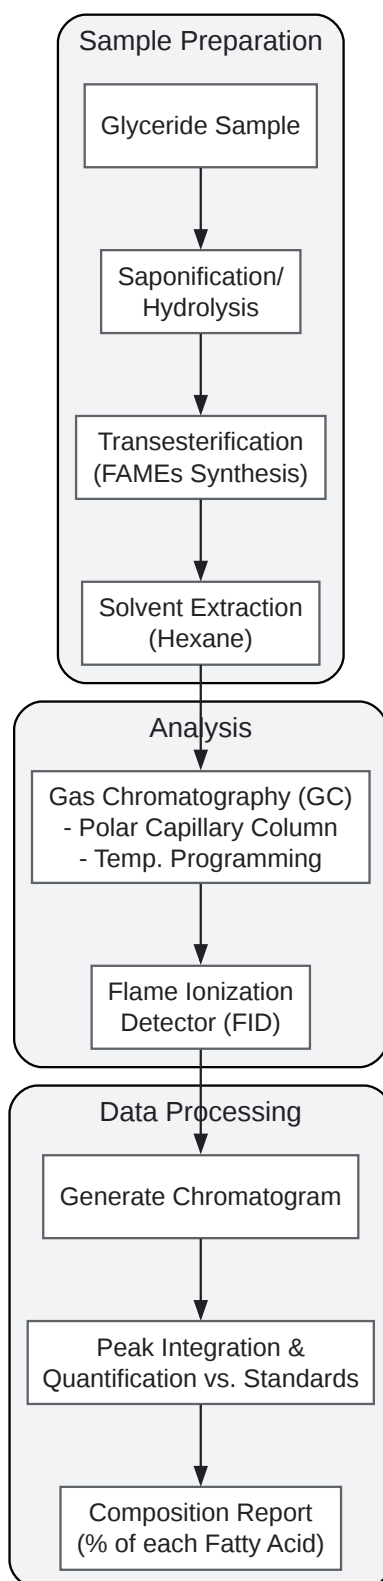 Sample Preparation
Glyceride Sample
Saponification/
Hydrolysis
Transesterification
(FAMEs Synthesis)
Solvent Extraction
(Hexane)
Analysis
Gas Chromatography (GC)
- Polar Capillary Column
- Temp. Programming
Flame Ionization
Detector (FID)
Data Processing
Generate Chromatogram
Peak Integration &
Quantification vs. Standards
Composition Report
(% of each Fatty Acid)